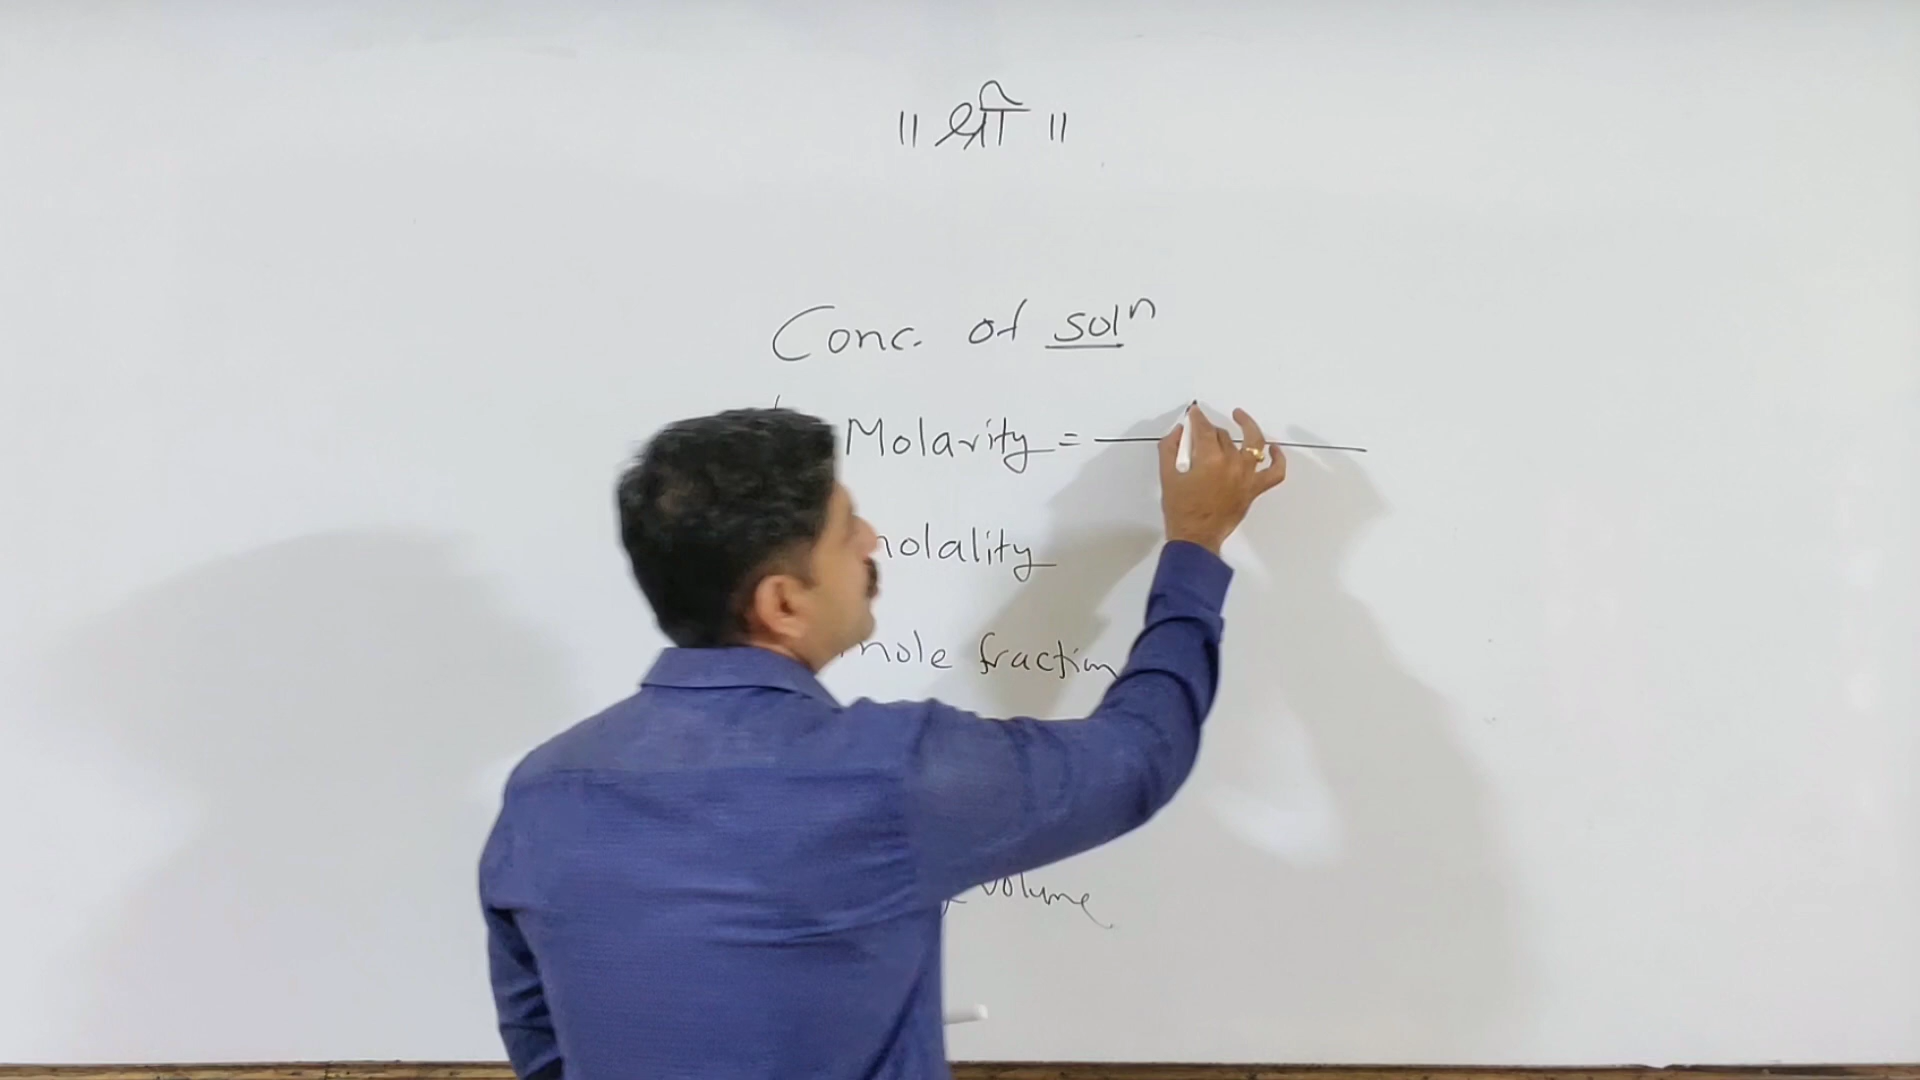 ॥ श्री ॥
Conc. of solⁿ
Molarity =
molality
mole fraction
volume